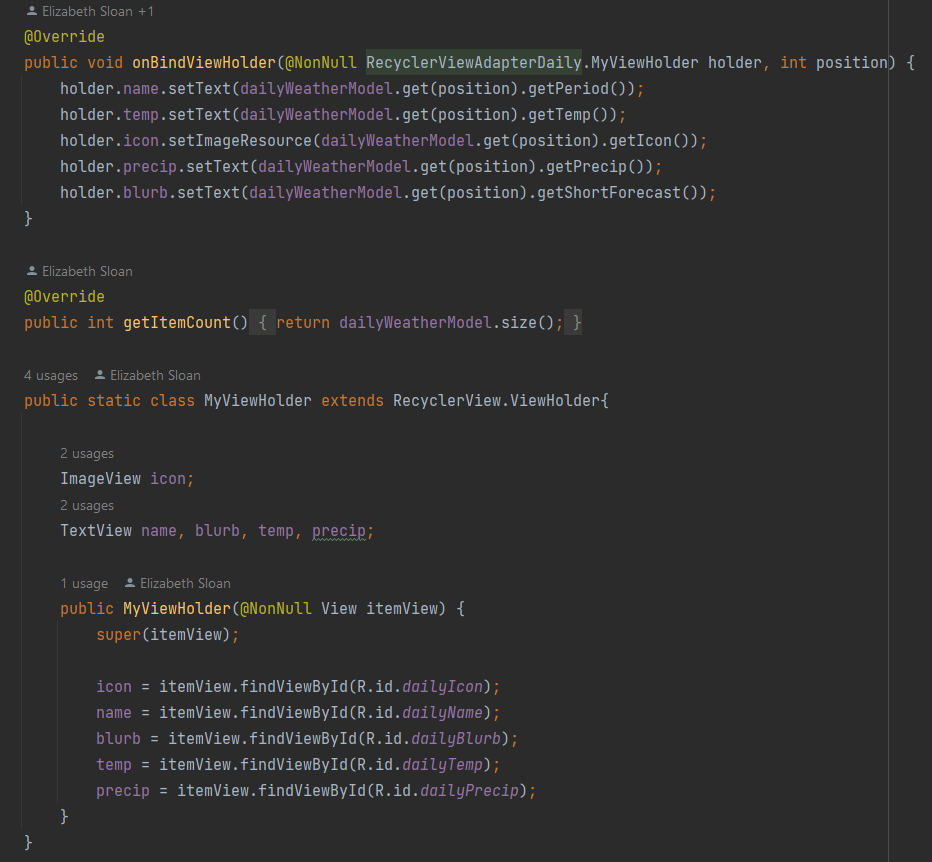 Elizabeth Sloan +1
@Override
public void onBindViewHolder(@NonNull RecyclerViewAdapterDaily.MyViewHolder holder, int position) {
    holder.name.setText(dailyWeatherModel.get(position).getPeriod());
    holder.temp.setText(dailyWeatherModel.get(position).getTemp());
    holder.icon.setImageResource(dailyWeatherModel.get(position).getIcon());
    holder.precip.setText(dailyWeatherModel.get(position).getPrecip());
    holder.blurb.setText(dailyWeatherModel.get(position).getShortForecast());
}
Elizabeth Sloan
@Override
public int getItemCount() { return dailyWeatherModel.size(); }
4 usages Elizabeth Sloan
public static class MyViewHolder extends RecyclerView.ViewHolder{
    2 usages
    ImageView icon;
    2 usages
    TextView name, blurb, temp, precip;
    1 usage Elizabeth Sloan
    public MyViewHolder(@NonNull View itemView) {
        super(itemView);
        icon = itemView.findViewById(R.id.dailyIcon);
        name = itemView.findViewById(R.id.dailyName);
        blurb = itemView.findViewById(R.id.dailyBlurb);
        temp = itemView.findViewById(R.id.dailyTemp);
        precip = itemView.findViewById(R.id.dailyPrecip);
    }
}